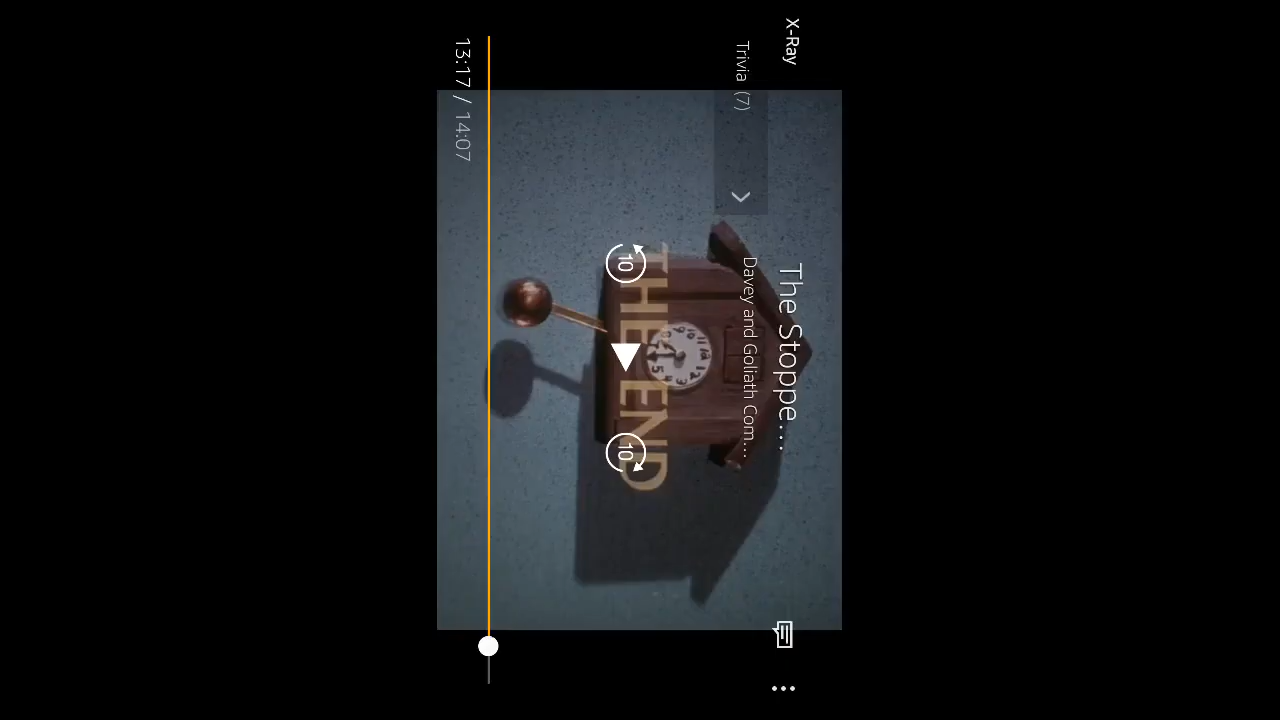 X-Ray
The Stoppe...
Trivia (7)
Davey and Goliath Com...
THE END
10
10
13:17 / 14:07